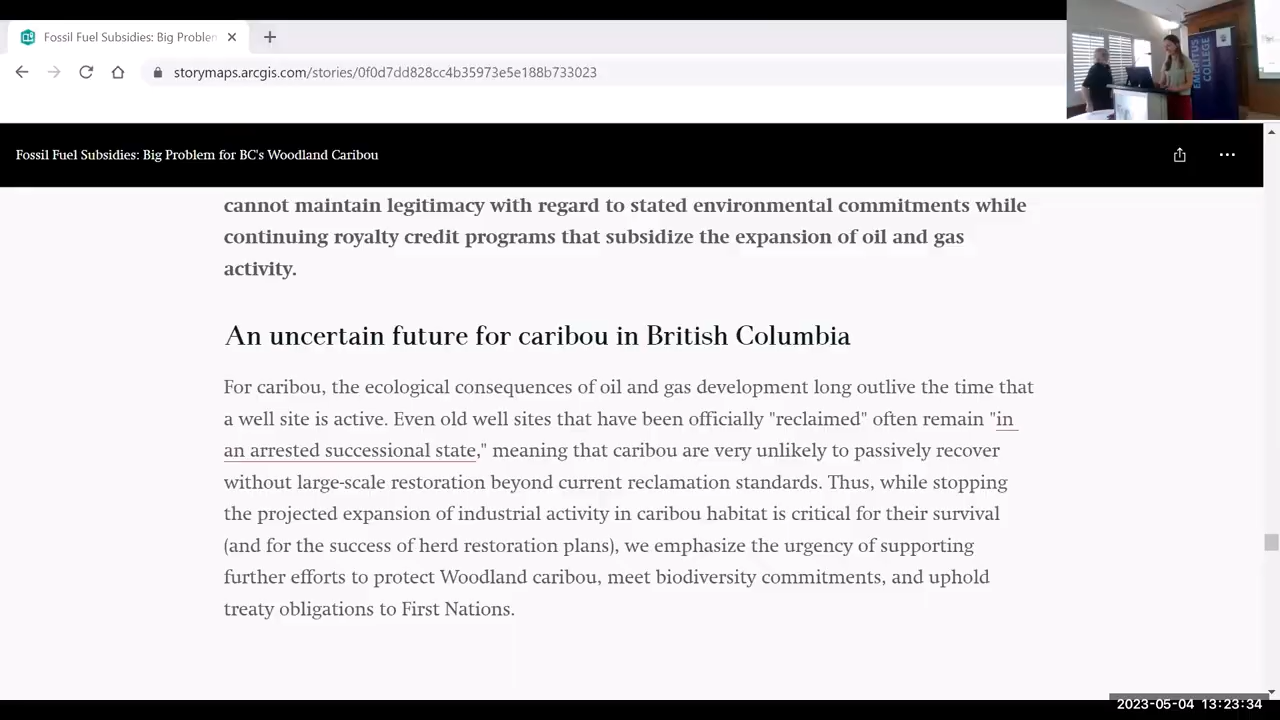 Fossil Fuel Subsidies: Big Problem
EMERITUS
COLLEGE
Fossil Fuel Subsidies: Big Problem for BC's Woodland Caribou
cannot maintain legitimacy with regard to stated environmental commitments while
continuing royalty credit programs that subsidize the expansion of oil and gas
activity.
An uncertain future for caribou in British Columbia
For caribou, the ecological consequences of oil and gas development long outlive the time that
a well site is active. Even old well sites that have been officially "reclaimed" often remain "in
an arrested successional state," meaning that caribou are very unlikely to passively recover
without large-scale restoration beyond current reclamation standards. Thus, while stopping
the projected expansion of industrial activity in caribou habitat is critical for their survival
(and for the success of herd restoration plans), we emphasize the urgency of supporting
further efforts to protect Woodland caribou, meet biodiversity commitments, and uphold
treaty obligations to First Nations.
2023-05-04 13:23:34